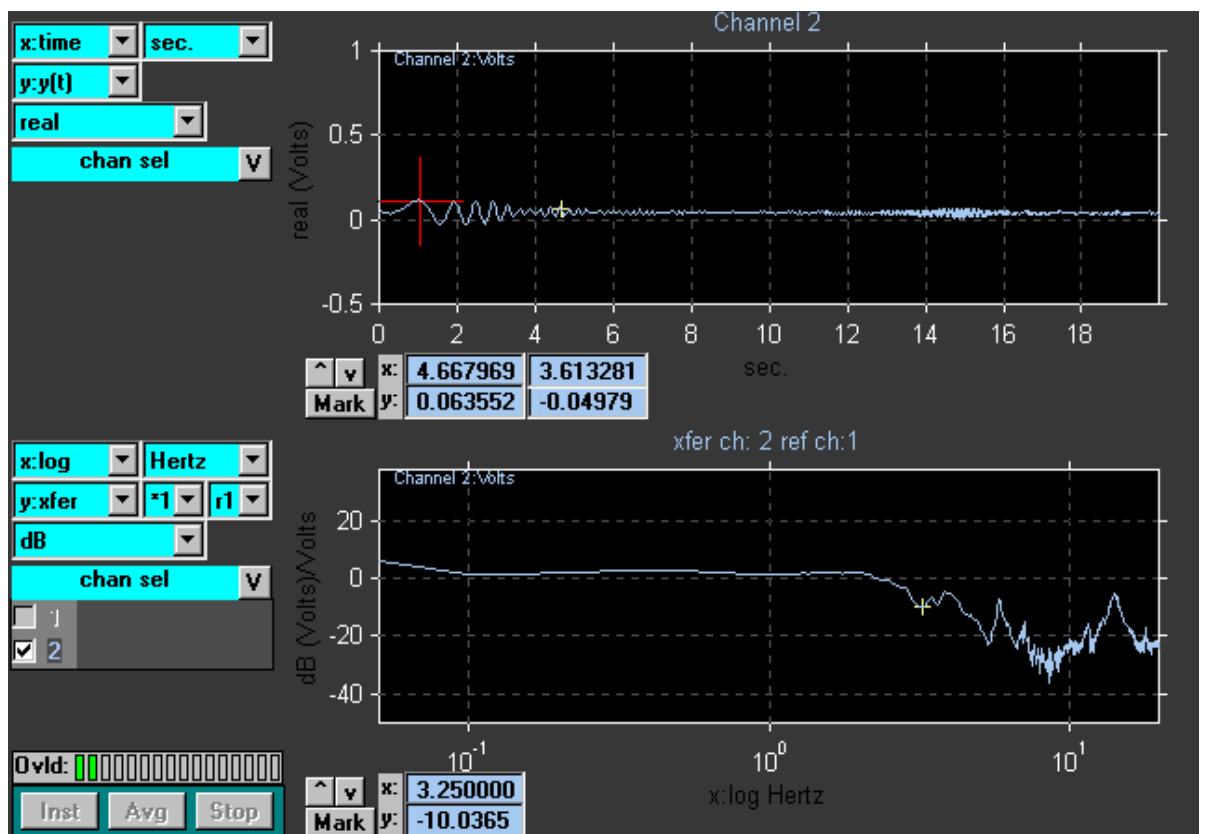 Channel 2
x:time sec.
y:y(t)
real
chan sel V
Channel 2:Volts
real (Volts)
1
0.5
0
-0.5
0 2 4 6 8 10 12 14 16 18
sec.
^ v x: 4.667969 3.613281
Mark y: 0.063552 -0.04979
xfer ch: 2 ref ch:1
x:log Hertz
y:xfer *1 r1
dB
chan sel V
1
2
Channel 2:Volts
dB (Volts)/Volts
20
0
-20
-40
10-1 100 101
x:log Hertz
Ovld:
Inst Avg Stop
^ v x: 3.250000
Mark y: -10.0365